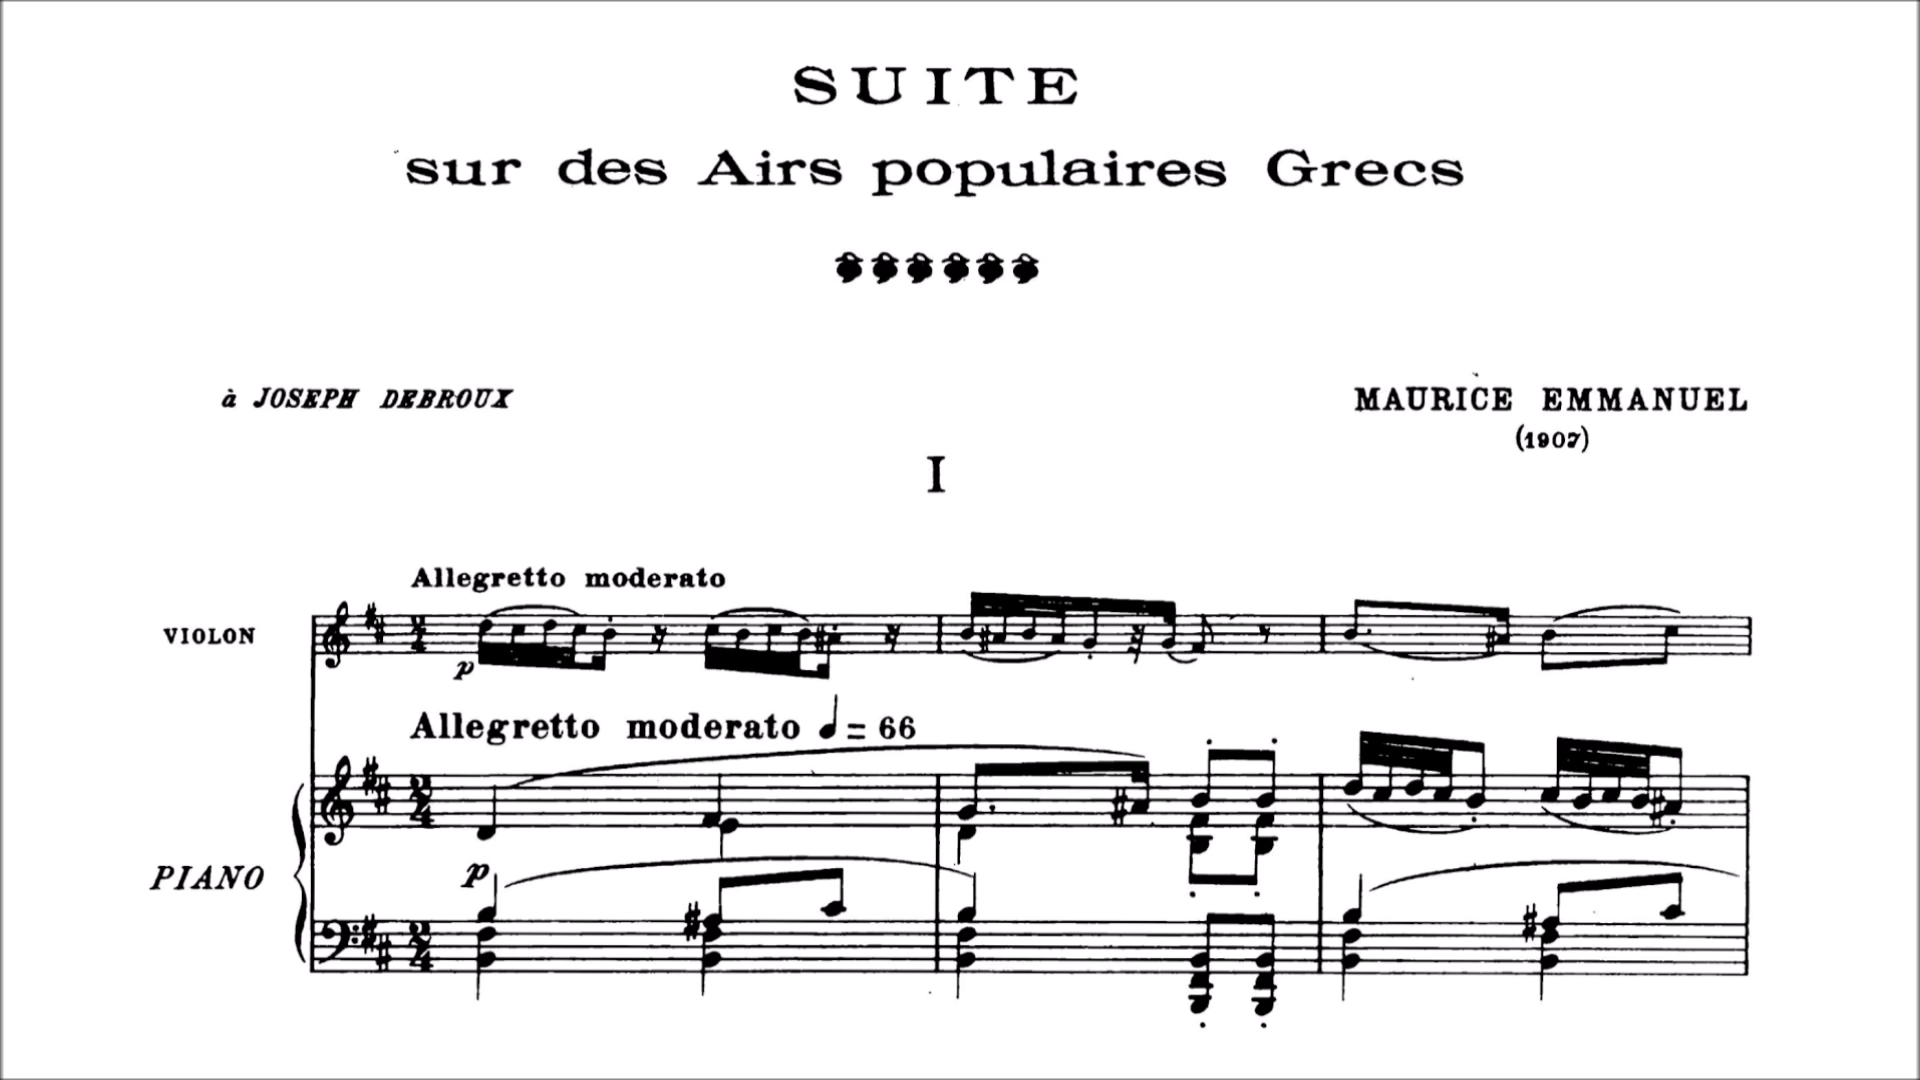 SUITE
sur des Airs populaires Grecs
à JOSEPH DEBROUX
MAURICE EMMANUEL
(1907)
I
Allegretto moderato
VIOLON
p
Allegretto moderato ♩ = 66
PIANO
p